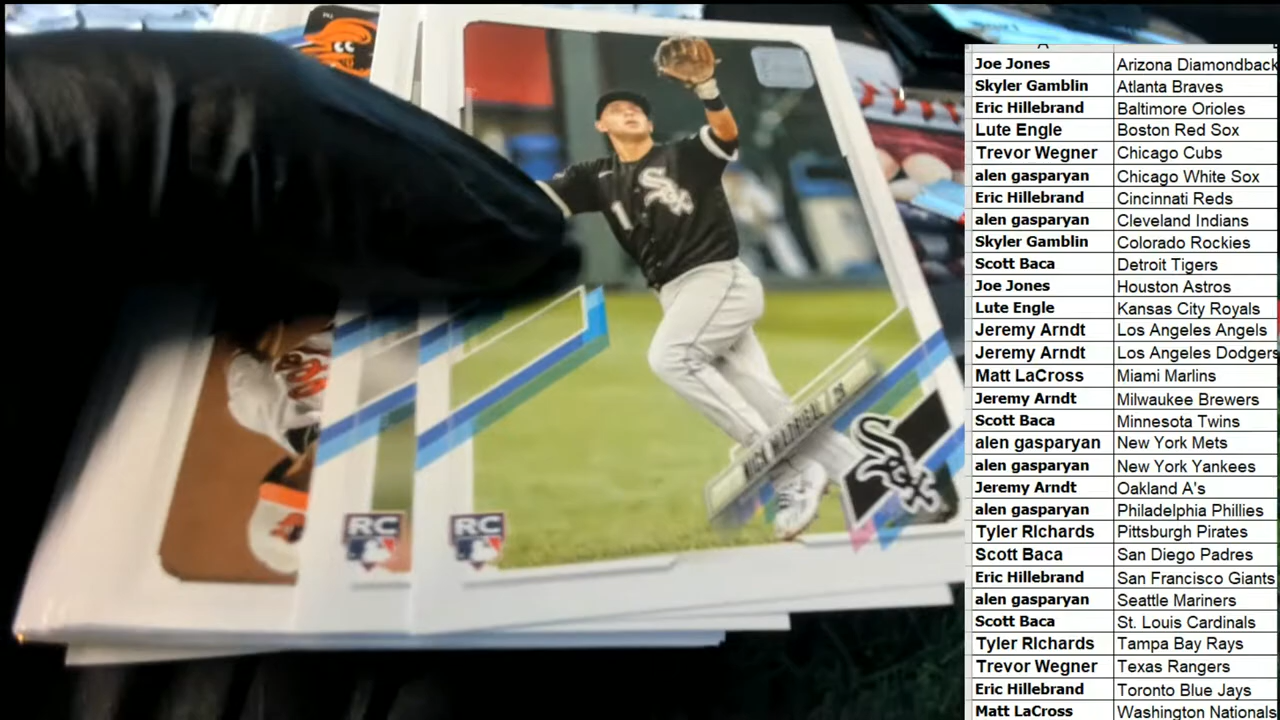 A
Joe Jones Arizona Diamondback
Skyler Gamblin Atlanta Braves
Eric Hillebrand Baltimore Orioles
Lute Engle Boston Red Sox
Trevor Wegner Chicago Cubs
alen gasparyan Chicago White Sox
Eric Hillebrand Cincinnati Reds
alen gasparyan Cleveland Indians
Skyler Gamblin Colorado Rockies
Scott Baca Detroit Tigers
Joe Jones Houston Astros
Lute Engle Kansas City Royals
Jeremy Arndt Los Angeles Angels
Jeremy Arndt Los Angeles Dodgers
Matt LaCross Miami Marlins
Jeremy Arndt Milwaukee Brewers
Scott Baca Minnesota Twins
alen gasparyan New York Mets
alen gasparyan New York Yankees
Jeremy Arndt Oakland A's
alen gasparyan Philadelphia Phillies
Tyler RIchards Pittsburgh Pirates
Scott Baca San Diego Padres
Eric Hillebrand San Francisco Giants
alen gasparyan Seattle Mariners
Scott Baca St. Louis Cardinals
Tyler RIchards Tampa Bay Rays
Trevor Wegner Texas Rangers
Eric Hillebrand Toronto Blue Jays
Matt LaCross Washington Nationals
Sox
1
NICK MADRIGAL / 2B
Sox
RC
RC